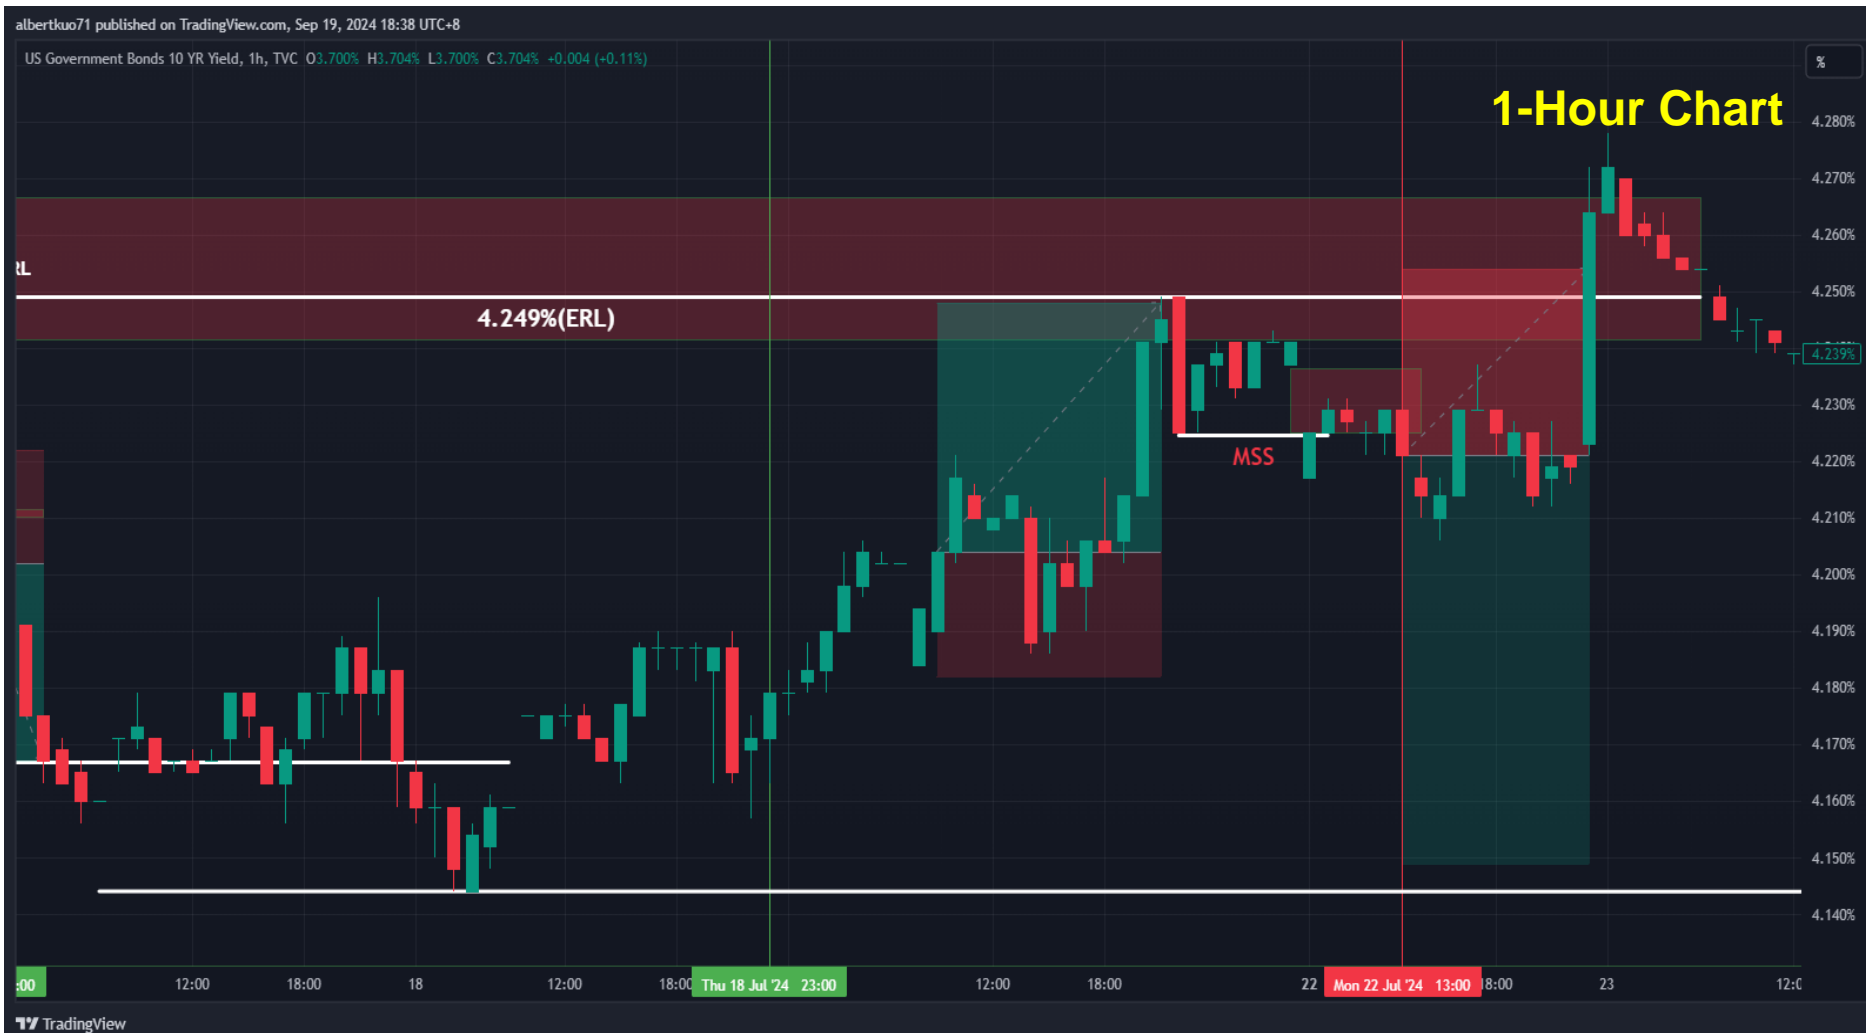 albertkuo71 published on TradingView.com, Sep 19, 2024 18:38 UTC+8
US Government Bonds 10 YR Yield, 1h, TVC O3.700% H3.704% L3.700% C3.704% +0.004 (+0.11%)
%
1-Hour Chart
4.280%
4.270%
4.260%
RL
4.250%
4.249%(ERL)
4.239%
4.230%
MSS
4.220%
4.210%
4.200%
4.190%
4.180%
4.170%
4.160%
4.150%
4.140%
:00 12:00 18:00 18 12:00 18:00 Thu 18 Jul '24 23:00 12:00 18:00 22 Mon 22 Jul '24 13:00 18:00 23 12:0
TradingView